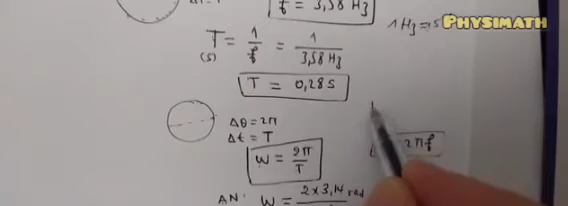 f = 3,58 Hz
1 Hz = s
PHYSIMATH
T = 1/f = 1/3,58 Hz
(s)
T = 0,28 s
Δθ = 2π
Δt = T
W = 2π/T
2πf
AN: W = 2 x 3,14 rad